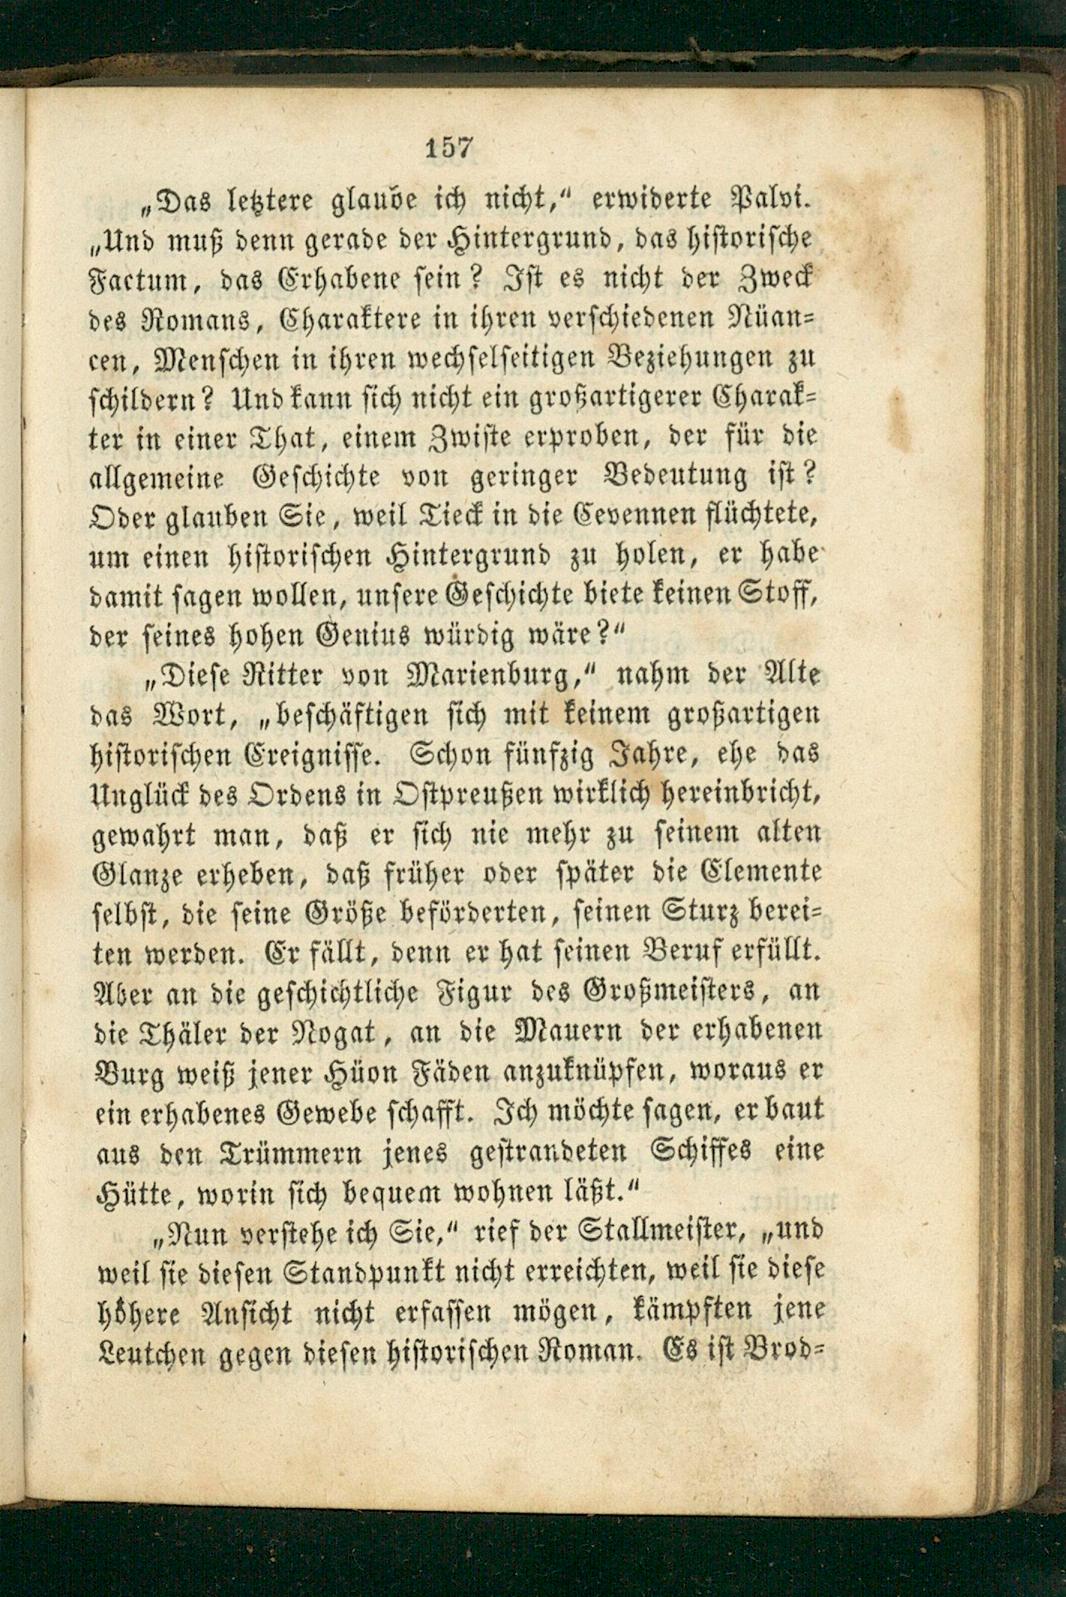 157
„Das letztere glaube ich nicht,“ erwiderte Palvi.
„Und muß denn gerade der Hintergrund, das historische
Factum, das Erhabene sein? Ist es nicht der Zweck
des Romans, Charaktere in ihren verschiedenen Nüan-
cen, Menschen in ihren wechselseitigen Beziehungen zu
schildern? Und kann sich nicht ein großartigerer Charak-
ter in einer That, einem Zwiste erproben, der für die
allgemeine Geschichte von geringer Bedeutung ist?
Oder glauben Sie, weil Tieck in die Cevennen flüchtete,
um einen historischen Hintergrund zu holen, er habe
damit sagen wollen, unsere Geschichte biete keinen Stoff,
der seines hohen Genius würdig wäre?“
„Diese Ritter von Marienburg,“ nahm der Alte
das Wort, „beschäftigen sich mit keinem großartigen
historischen Ereignisse. Schon fünfzig Jahre, ehe das
Unglück des Ordens in Ostpreußen wirklich hereinbricht,
gewahrt man, daß er sich nie mehr zu seinem alten
Glanze erheben, daß früher oder später die Elemente
selbst, die seine Größe beförderten, seinen Sturz berei-
ten werden. Er fällt, denn er hat seinen Beruf erfüllt.
Aber an die geschichtliche Figur des Großmeisters, an
die Thäler der Nogat, an die Mauern der erhabenen
Burg weiß jener Hüon Fäden anzuknüpfen, woraus er
ein erhabenes Gewebe schafft. Ich möchte sagen, er baut
aus den Trümmern jenes gestrandeten Schiffes eine
Hütte, worin sich bequem wohnen läßt.“
„Nun verstehe ich Sie,“ rief der Stallmeister, „und
weil sie diesen Standpunkt nicht erreichten, weil sie diese
höhere Ansicht nicht erfassen mögen, kämpften jene
Leutchen gegen diesen historischen Roman. Es ist Brod-